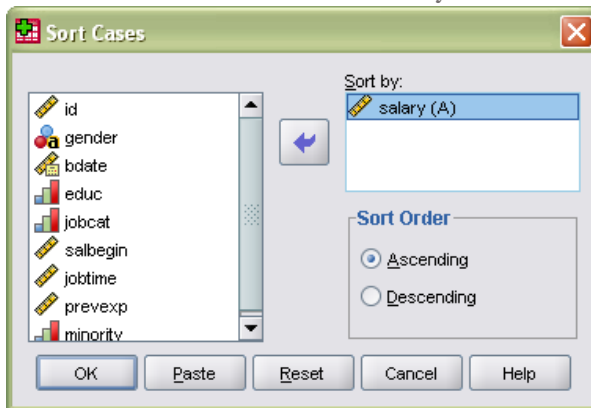 Sort Cases
id
gender
bdate
educ
jobcat
salbegin
jobtime
prevexp
minority
Sort by:
salary (A)
Sort Order
Ascending
Descending
OK
Paste
Reset
Cancel
Help